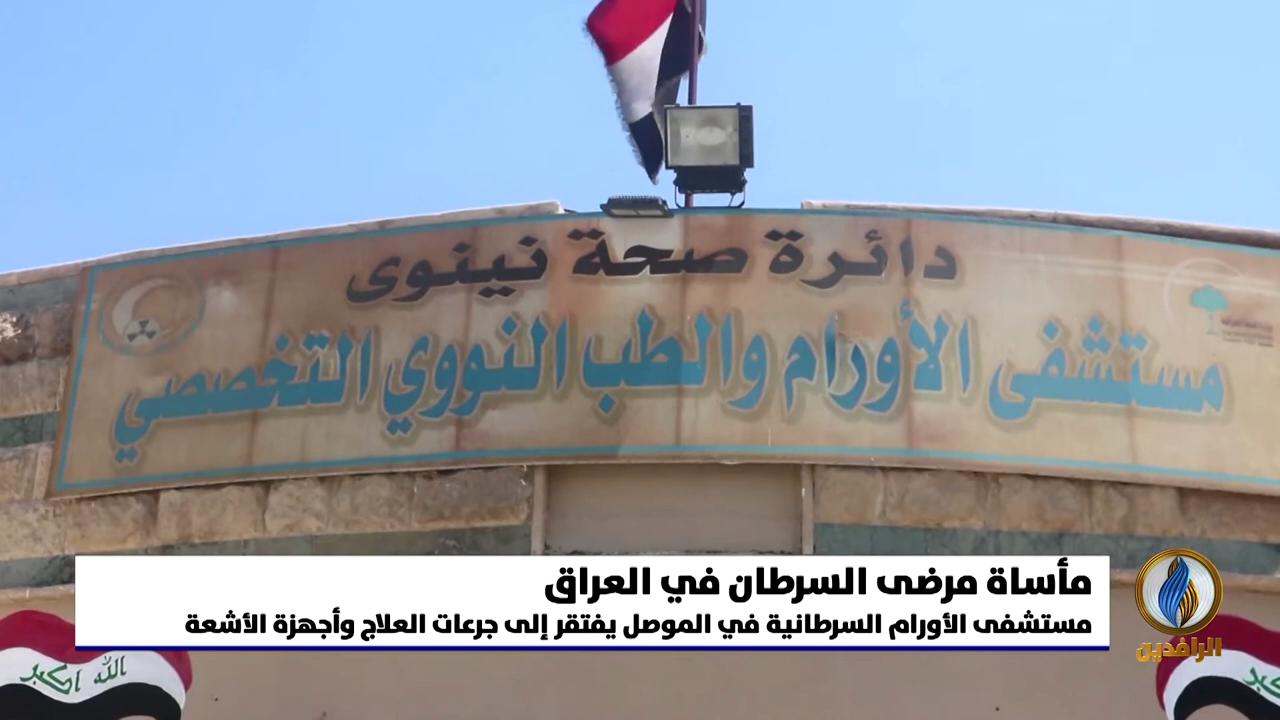 دائرة صحة نينوى
مستشفى الأورام والطب النووي التخصصي
مأساة مرضى السرطان في العراق
مستشفى الأورام السرطانية في الموصل يفتقر إلى جرعات العلاج وأجهزة الأشعة
الرافدين
الله اكبر